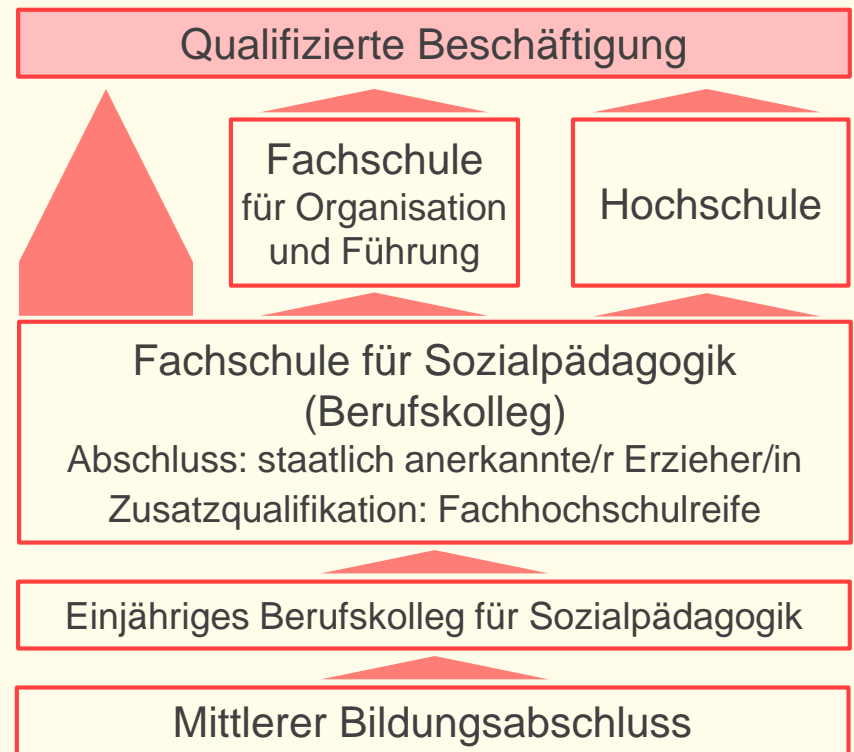 Qualifizierte Beschäftigung
Fachschule
für Organisation
und Führung
Hochschule
Fachschule für Sozialpädagogik
(Berufskolleg)
Abschluss: staatlich anerkannte/r Erzieher/in
Zusatzqualifikation: Fachhochschulreife
Einjähriges Berufskolleg für Sozialpädagogik
Mittlerer Bildungsabschluss